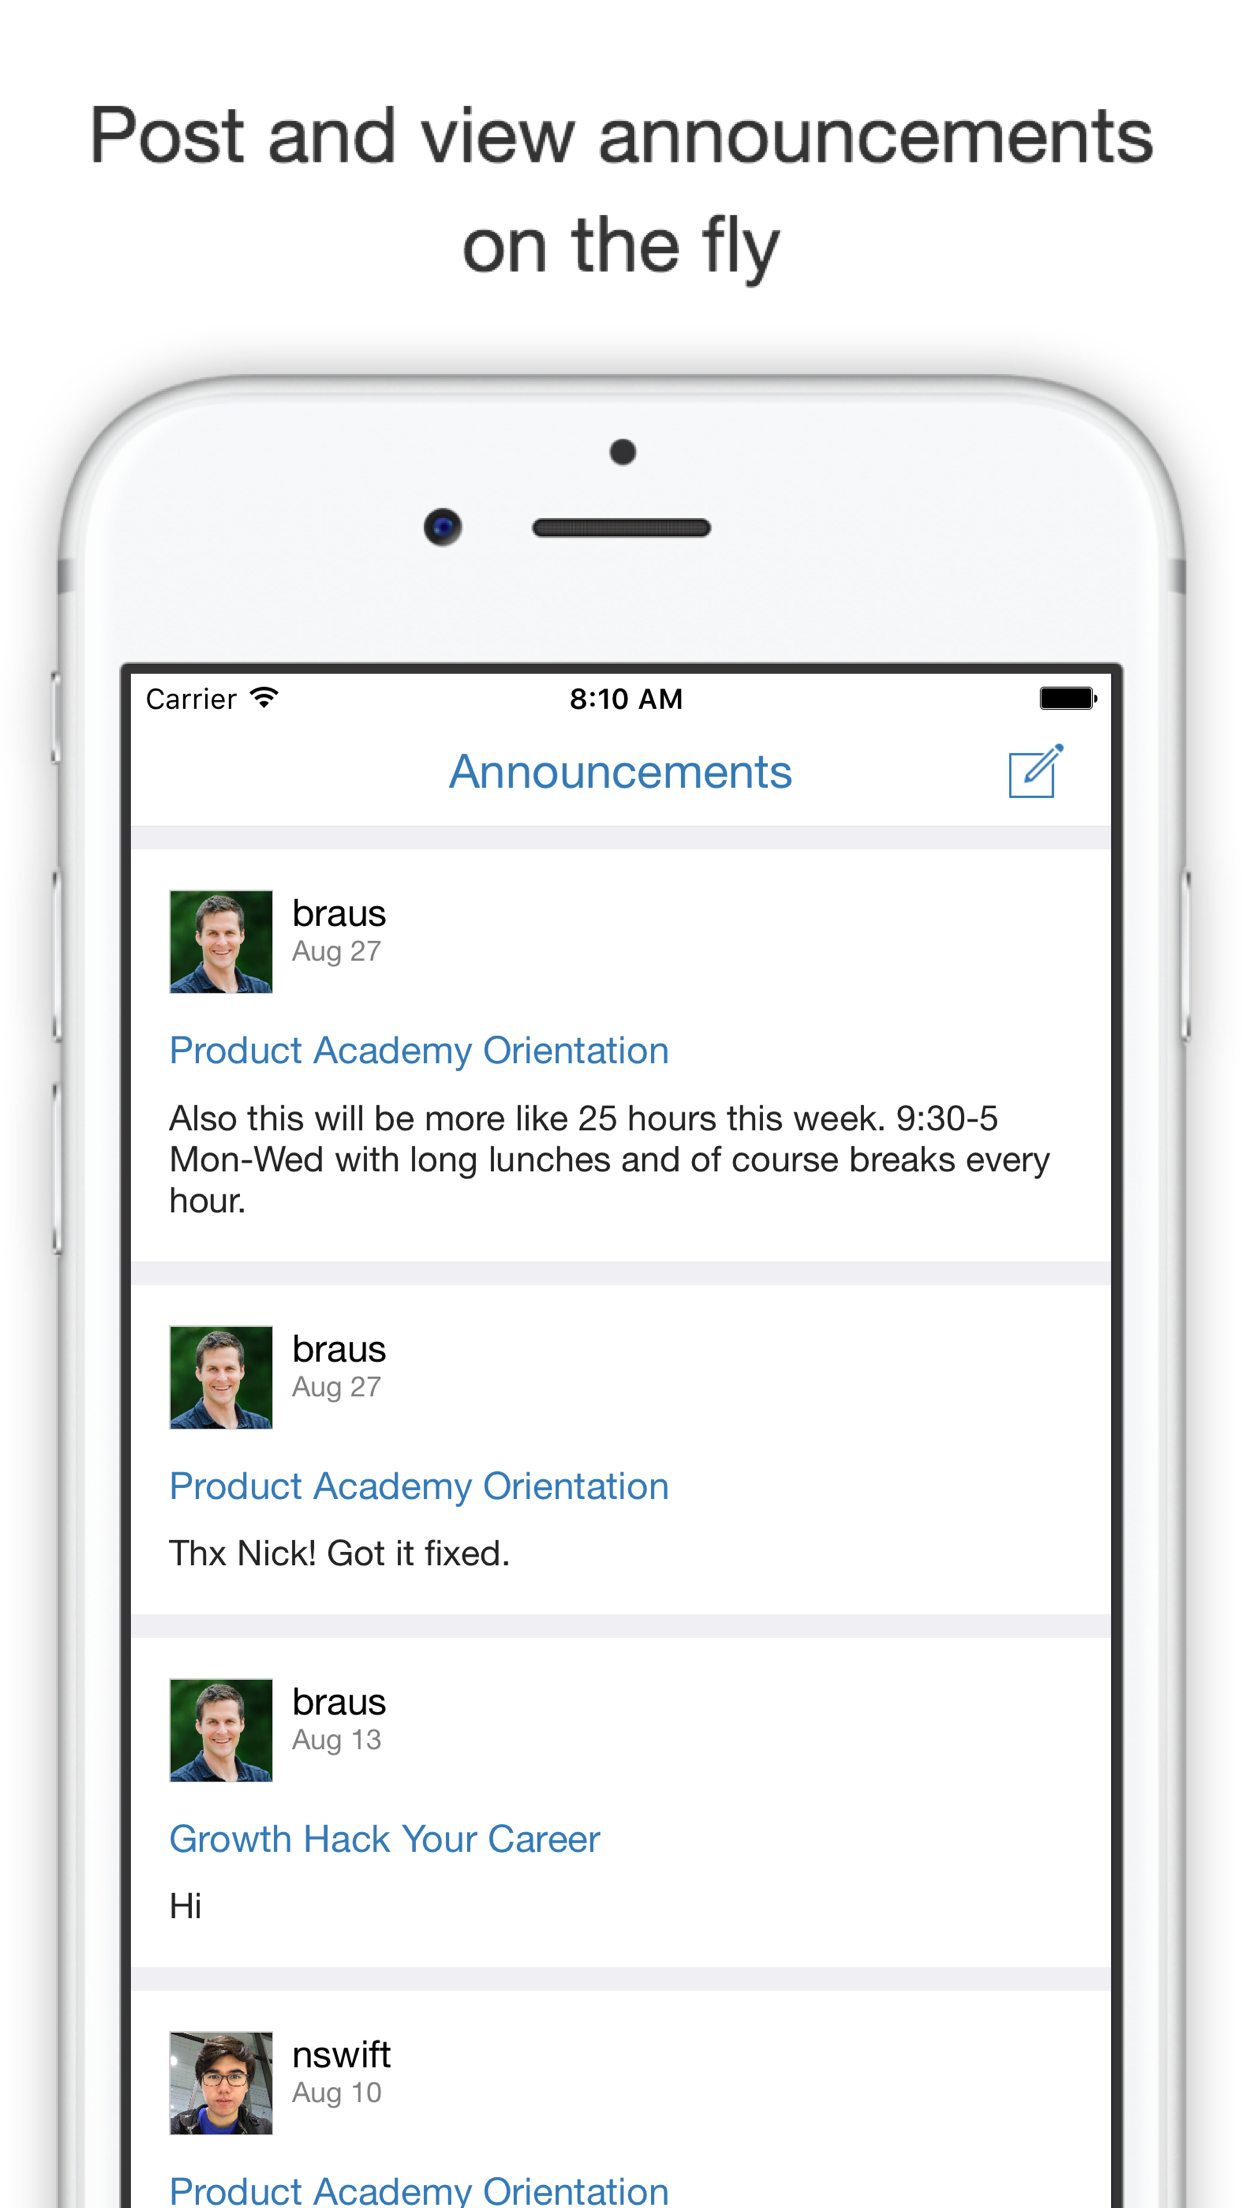 Post and view announcements
on the fly
Carrier 8:10 AM
Announcements
braus
Aug 27
Product Academy Orientation
Also this will be more like 25 hours this week. 9:30-5
Mon-Wed with long lunches and of course breaks every
hour.
braus
Aug 27
Product Academy Orientation
Thx Nick! Got it fixed.
braus
Aug 13
Growth Hack Your Career
Hi
nswift
Aug 10
Product Academy Orientation